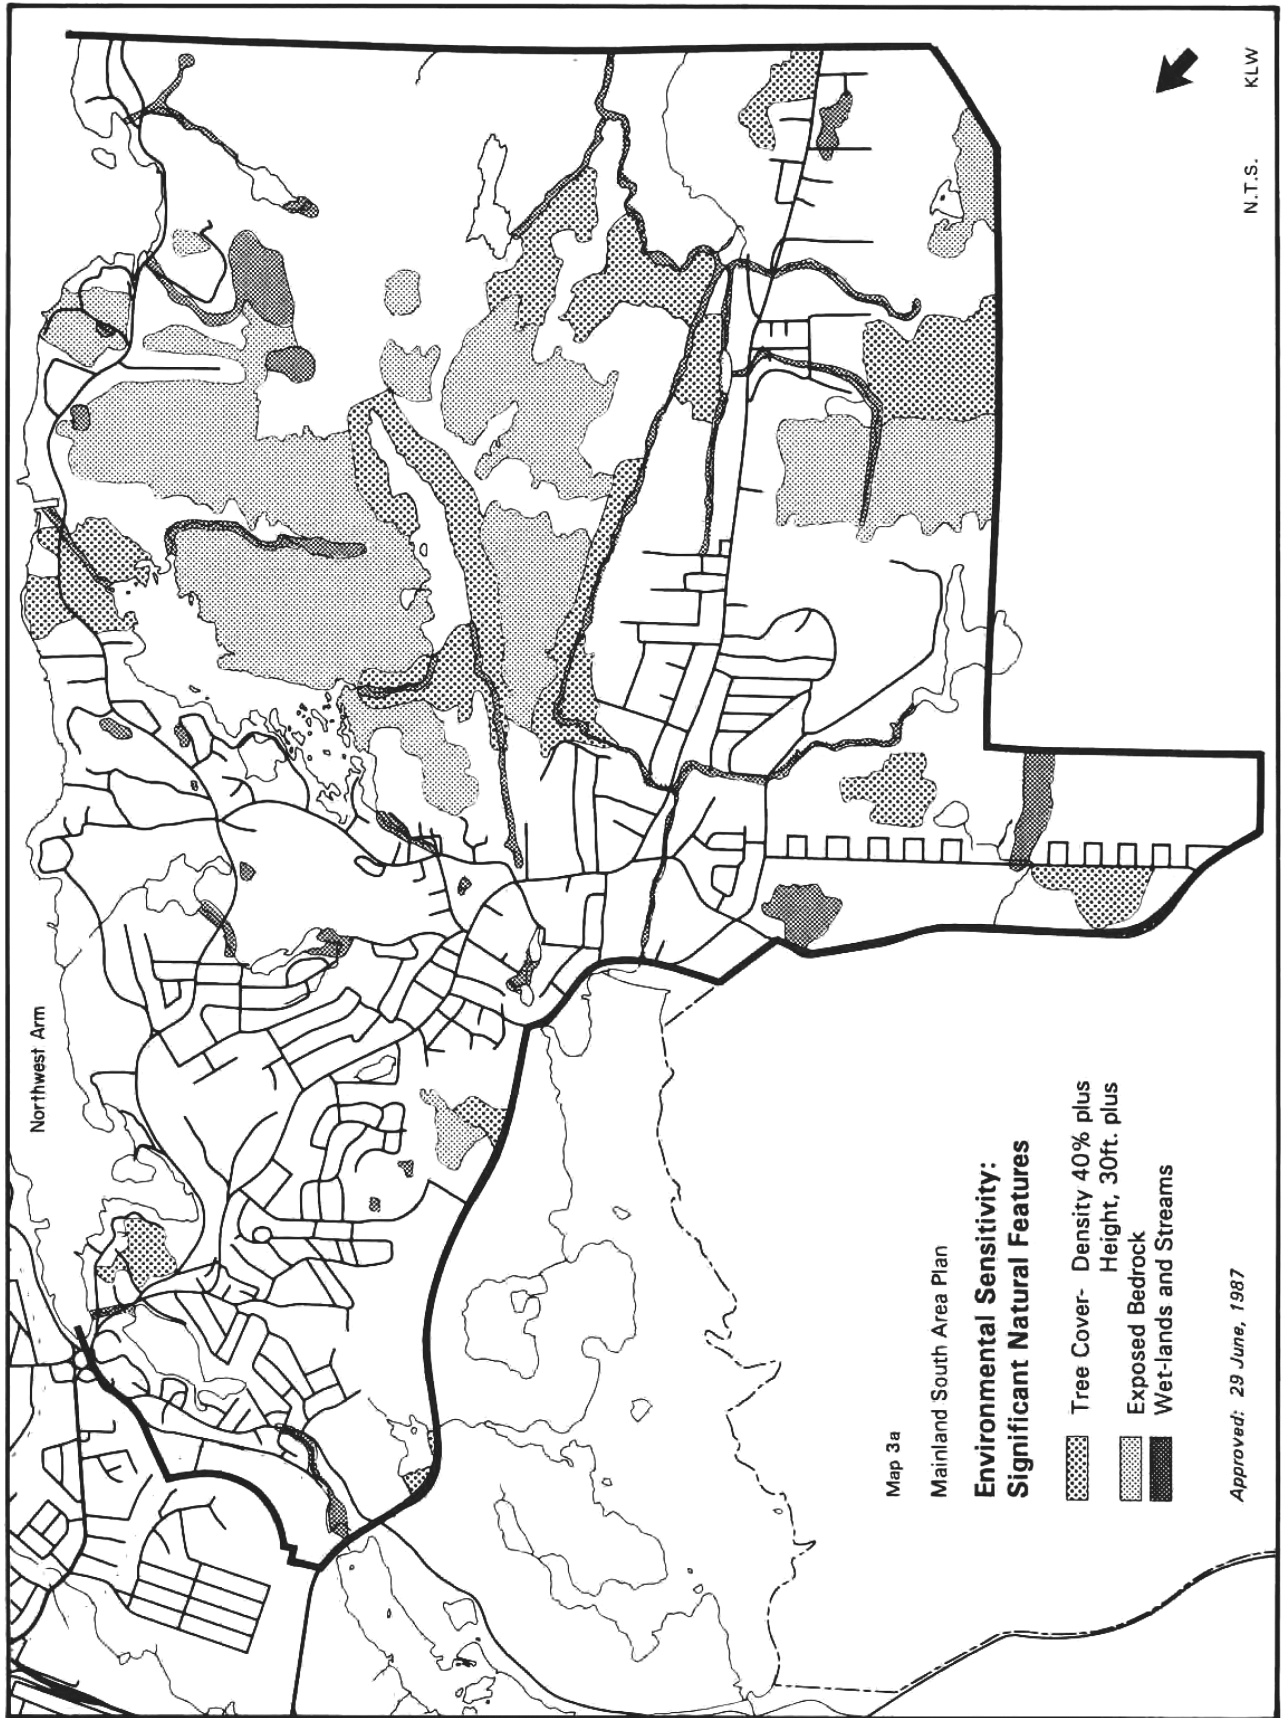 Northwest Arm
Map 3a
Mainland South Area Plan
Environmental Sensitivity:
Significant Natural Features
Tree Cover- Density 40% plus
Height, 30ft. plus
Exposed Bedrock
Wet-lands and Streams
Approved: 29 June, 1987
N.T.S. KLW